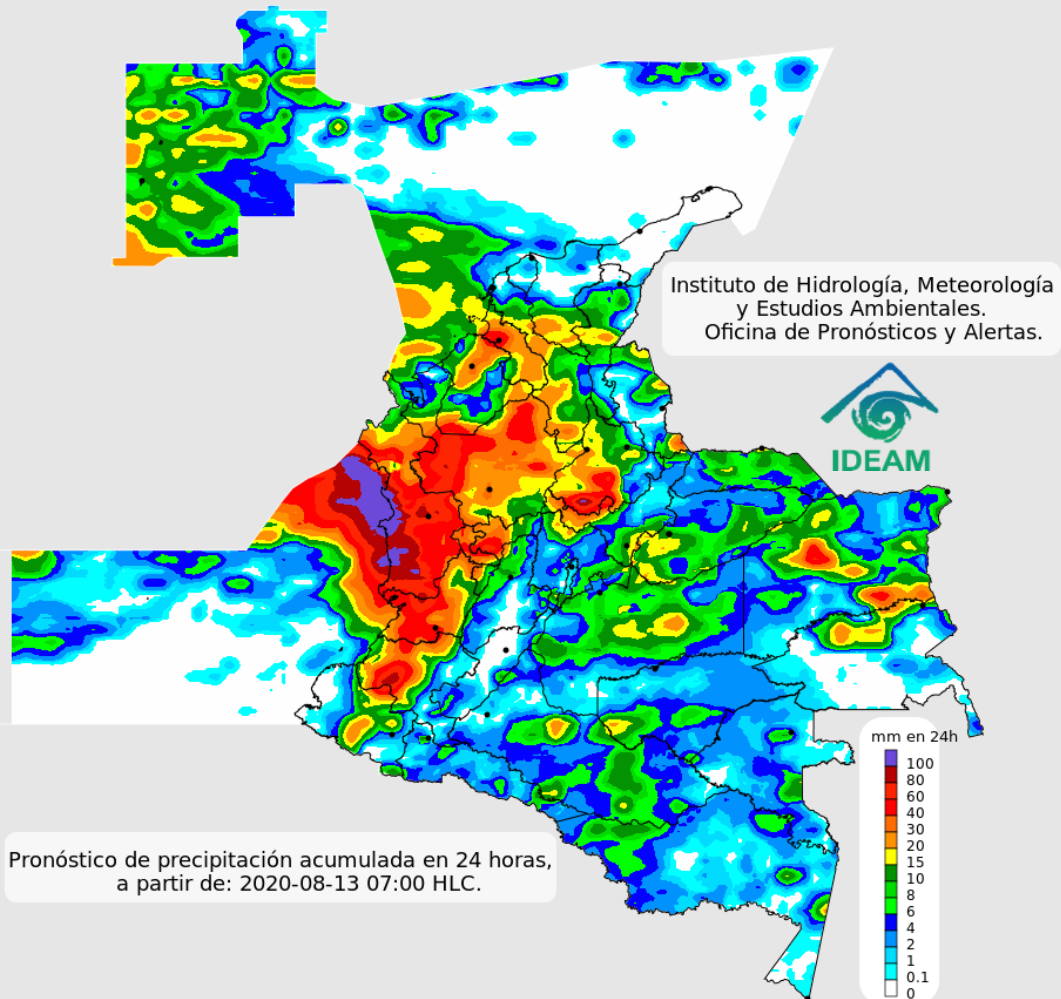 Instituto de Hidrología, Meteorología
y Estudios Ambientales.
Oficina de Pronósticos y Alertas.
IDEAM
mm en 24h
100
80
60
40
30
20
15
10
8
6
4
2
1
0.1
0
Pronóstico de precipitación acumulada en 24 horas,
a partir de: 2020-08-13 07:00 HLC.